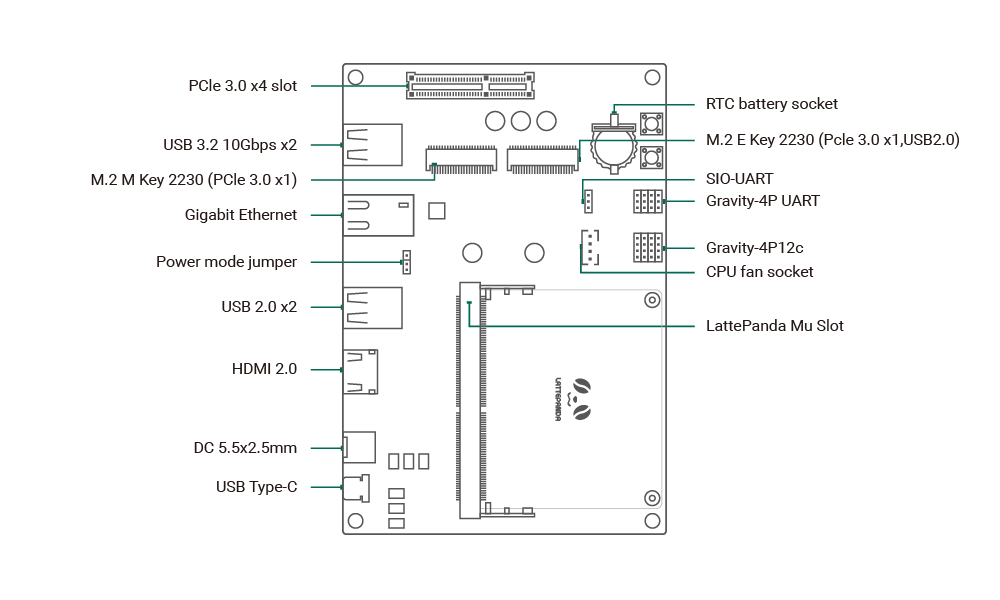 PCle 3.0 x4 slot
USB 3.2 10Gbps x2
M.2 M Key 2230 (PCle 3.0 x1)
Gigabit Ethernet
Power mode jumper
USB 2.0 x2
HDMI 2.0
DC 5.5x2.5mm
USB Type-C
RTC battery socket
M.2 E Key 2230 (Pcle 3.0 x1,USB2.0)
SIO-UART
Gravity-4P UART
Gravity-4P12c
CPU fan socket
LattePanda Mu Slot
LATTEPANDA